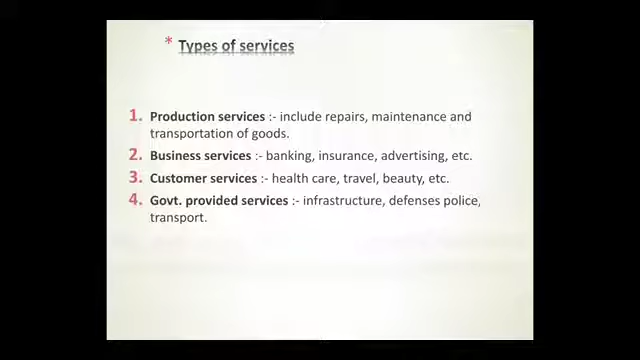 * Types of services
1. Production services :- include repairs, maintenance and
transportation of goods.
2. Business services :- banking, insurance, advertising, etc.
3. Customer services :- health care, travel, beauty, etc.
4. Govt. provided services :- infrastructure, defenses police,
transport.